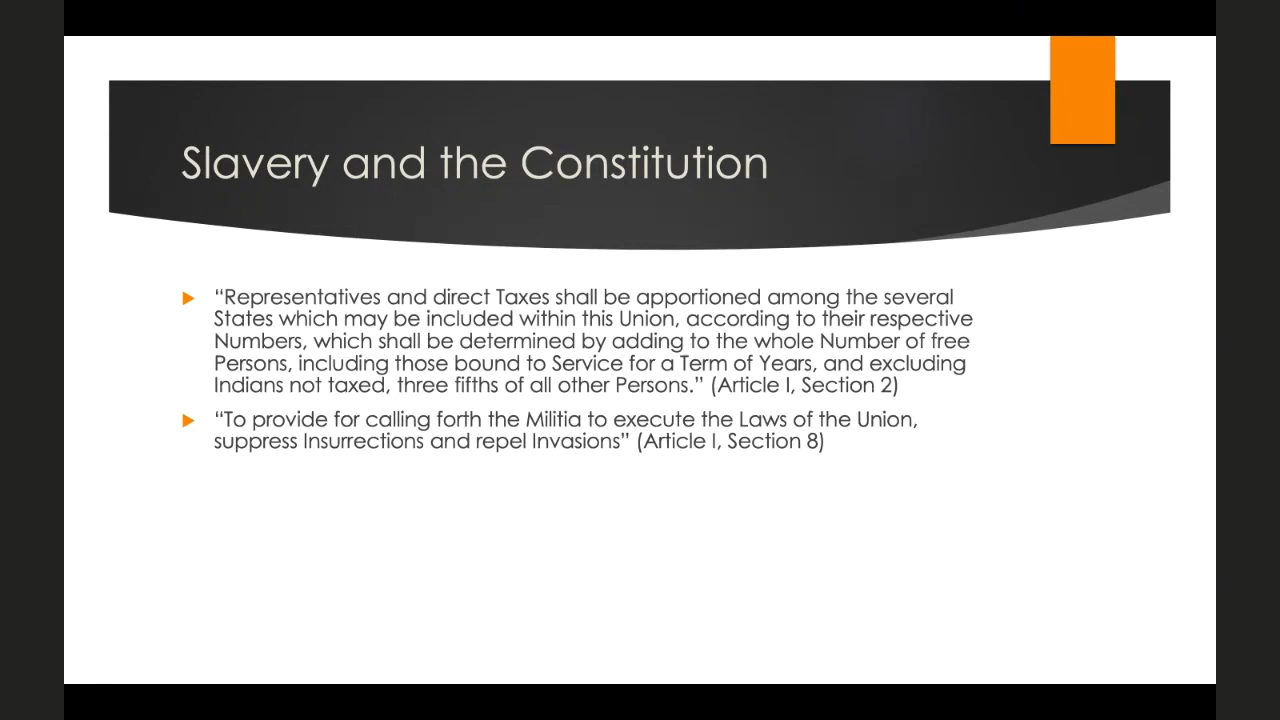 Slavery and the Constitution
“Representatives and direct Taxes shall be apportioned among the several
States which may be included within this Union, according to their respective
Numbers, which shall be determined by adding to the whole Number of free
Persons, including those bound to Service for a Term of Years, and excluding
Indians not taxed, three fifths of all other Persons.” (Article I, Section 2)
“To provide for calling forth the Militia to execute the Laws of the Union,
suppress Insurrections and repel Invasions” (Article I, Section 8)